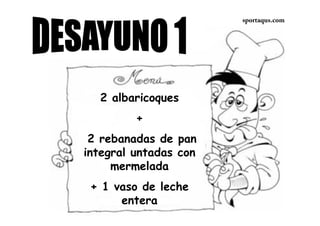 sportaqus.com
DESAYUNO 1
Menú
2 albaricoques
+
2 rebanadas de pan
integral untadas con
mermelada
+ 1 vaso de leche
entera